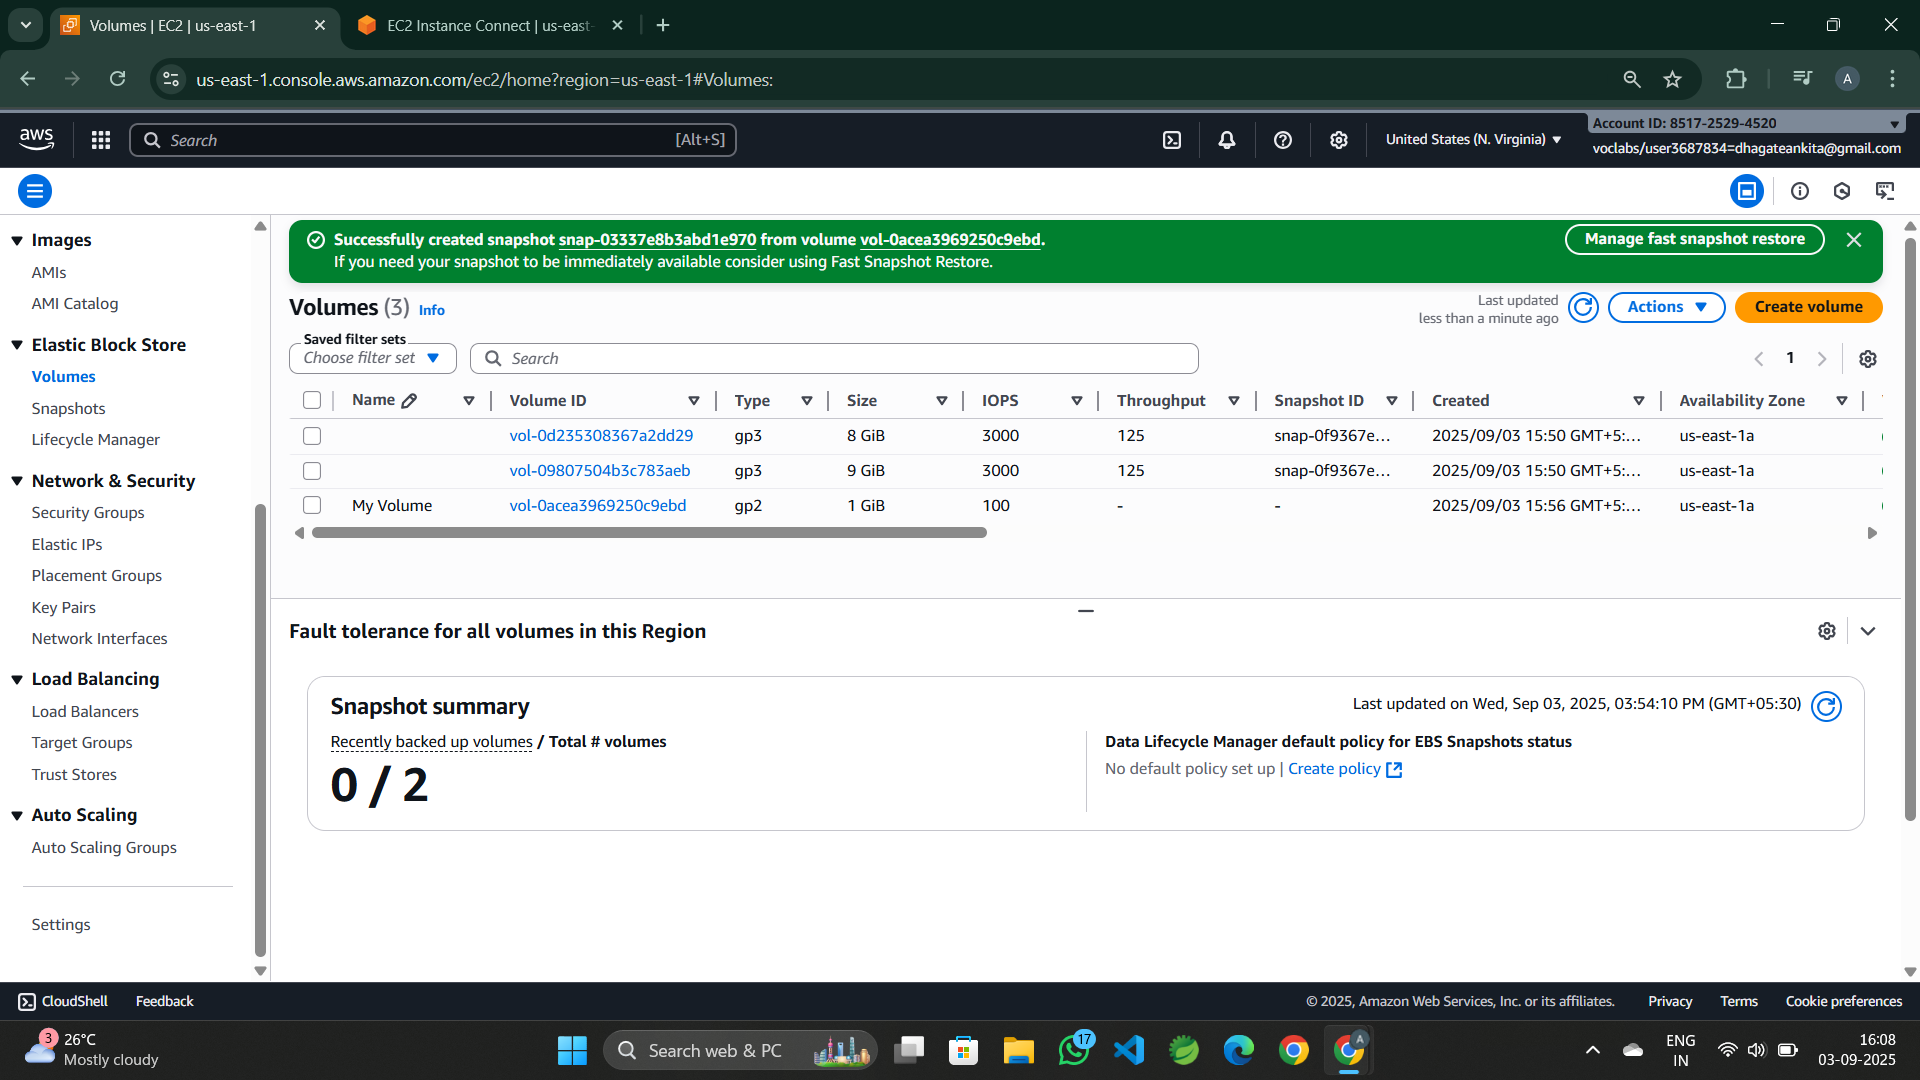 Volumes | EC2 | us-east-1
EC2 Instance Connect | us-east-
us-east-1.console.aws.amazon.com/ec2/home?region=us-east-1#Volumes:
A
aws
Search
[Alt+S]
United States (N. Virginia)
Account ID: 8517-2529-4520
voclabs/user3687834=dhagateankita@gmail.com
Images
AMIs
AMI Catalog
Elastic Block Store
Volumes
Snapshots
Lifecycle Manager
Network & Security
Security Groups
Elastic IPs
Placement Groups
Key Pairs
Network Interfaces
Load Balancing
Load Balancers
Target Groups
Trust Stores
Auto Scaling
Auto Scaling Groups
Settings
Successfully created snapshot snap-03337e8b3abd1e970 from volume vol-0acea3969250c9ebd.
If you need your snapshot to be immediately available consider using Fast Snapshot Restore.
Manage fast snapshot restore
Volumes (3) Info
Last updated
less than a minute ago
Actions
Create volume
Saved filter sets
Choose filter set
Search
1
Name Volume ID Type Size IOPS Throughput Snapshot ID Created Availability Zone
vol-0d235308367a2dd29 gp3 8 GiB 3000 125 snap-0f9367e... 2025/09/03 15:50 GMT+5:... us-east-1a
vol-09807504b3c783aeb gp3 9 GiB 3000 125 snap-0f9367e... 2025/09/03 15:50 GMT+5:... us-east-1a
My Volume vol-0acea3969250c9ebd gp2 1 GiB 100 - - 2025/09/03 15:56 GMT+5:... us-east-1a
Fault tolerance for all volumes in this Region
Snapshot summary
Last updated on Wed, Sep 03, 2025, 03:54:10 PM (GMT+05:30)
Recently backed up volumes / Total # volumes
0 / 2
Data Lifecycle Manager default policy for EBS Snapshots status
No default policy set up | Create policy
CloudShell
Feedback
© 2025, Amazon Web Services, Inc. or its affiliates.
Privacy
Terms
Cookie preferences
3
26°C
Mostly cloudy
Search web & PC
17
A
ENG
IN
16:08
03-09-2025